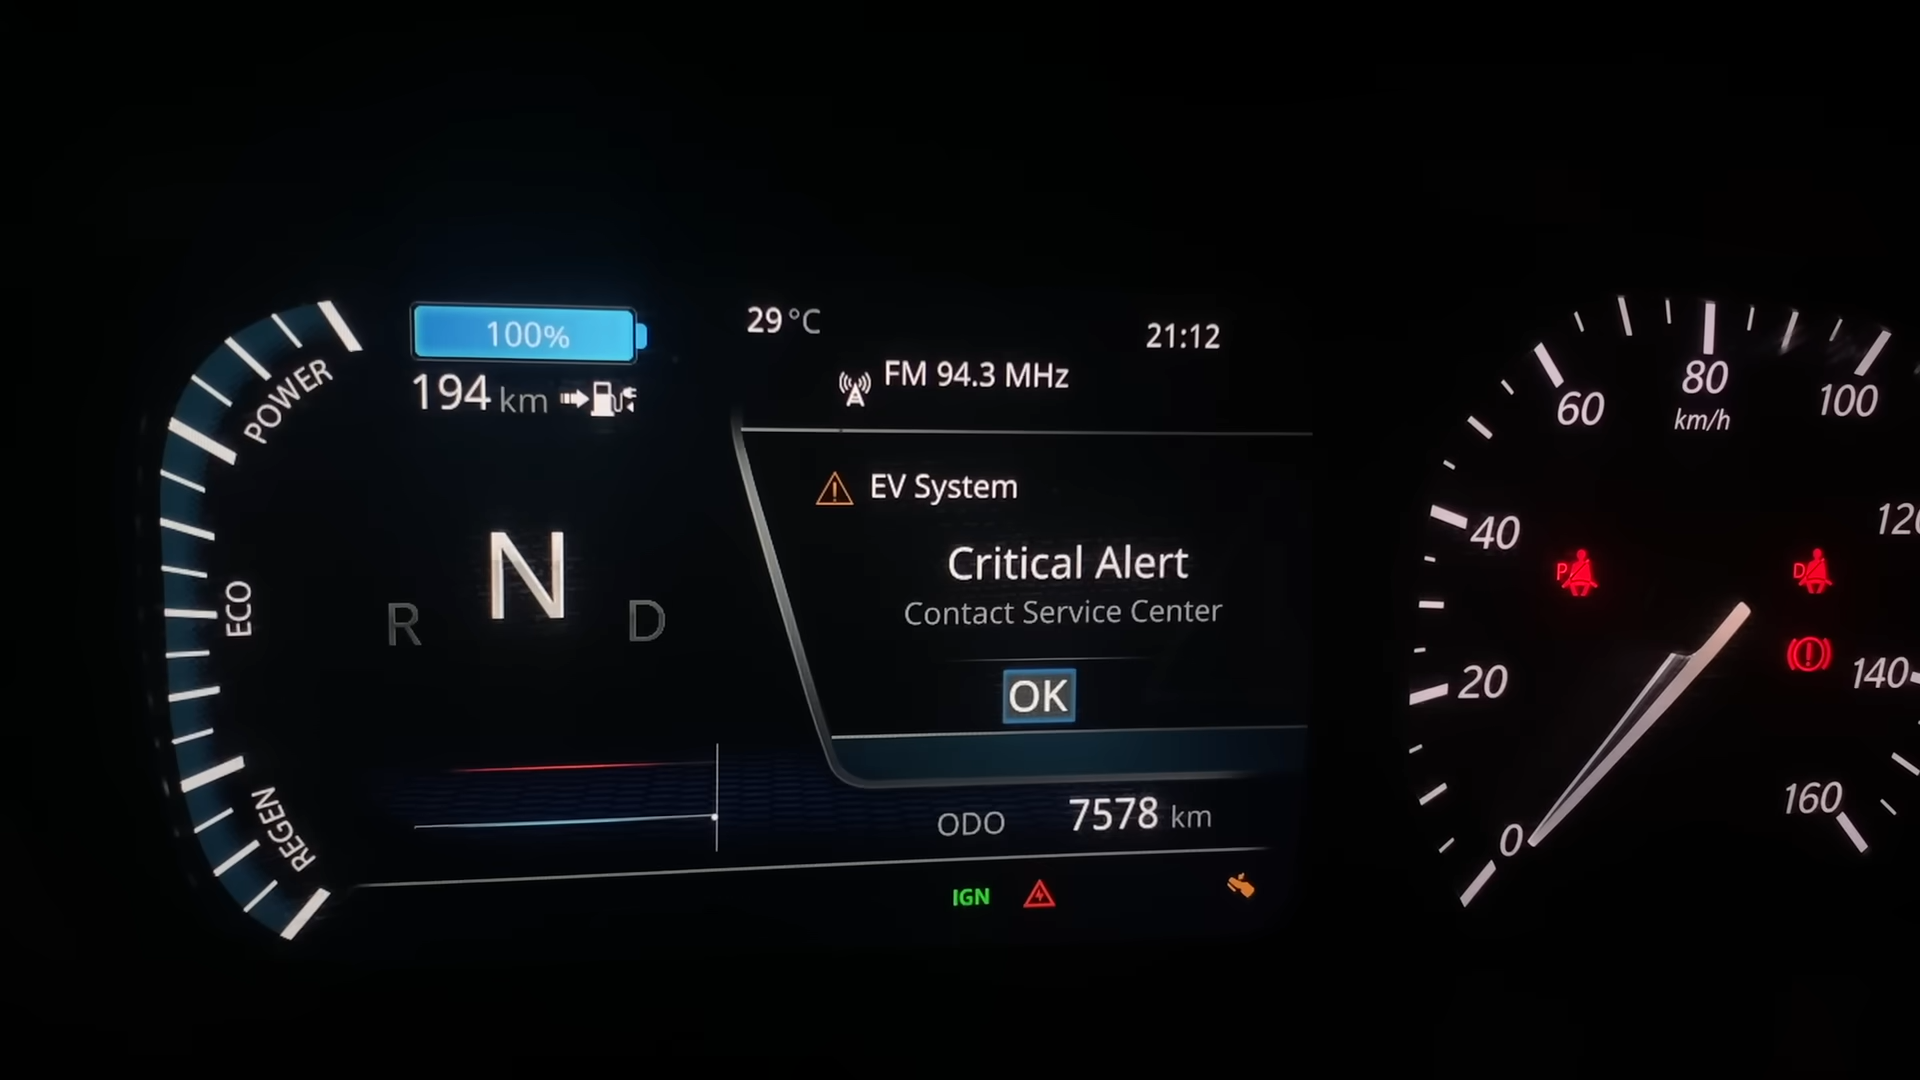 100%
194 km
29 °C
21:12
FM 94.3 MHz
POWER
ECO
REGEN
R N D
EV System
Critical Alert
Contact Service Center
OK
ODO 7578 km
IGN
0
20
40
60
80
km/h
100
120
140
160
P
D